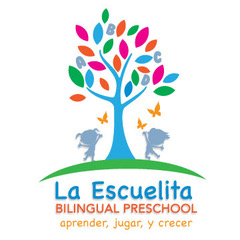 A B C D
La Escuelita
BILINGUAL PRESCHOOL
aprender, jugar, y crecer